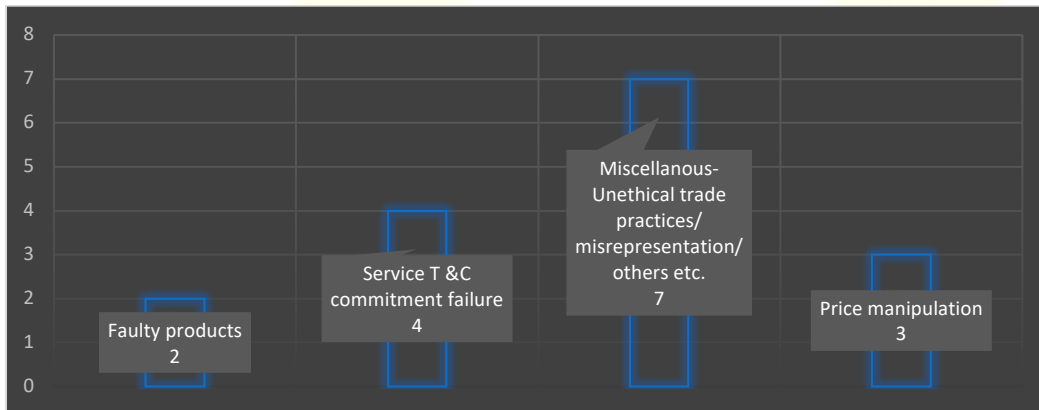 8
7
6
5
4
3
2
1
0
Faulty products
2
Service T &C
commitment failure
4
Miscellanous-
Unethical trade
practices/
misrepresentation/
others etc.
7
Price manipulation
3